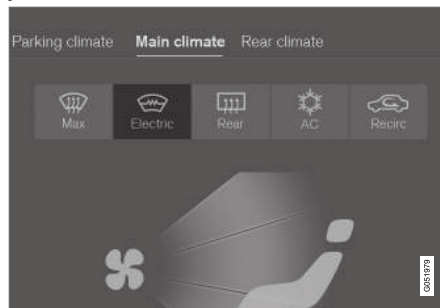 Parking climate Main climate Rear climate
Max Electric Rear AC Recirc
G051979